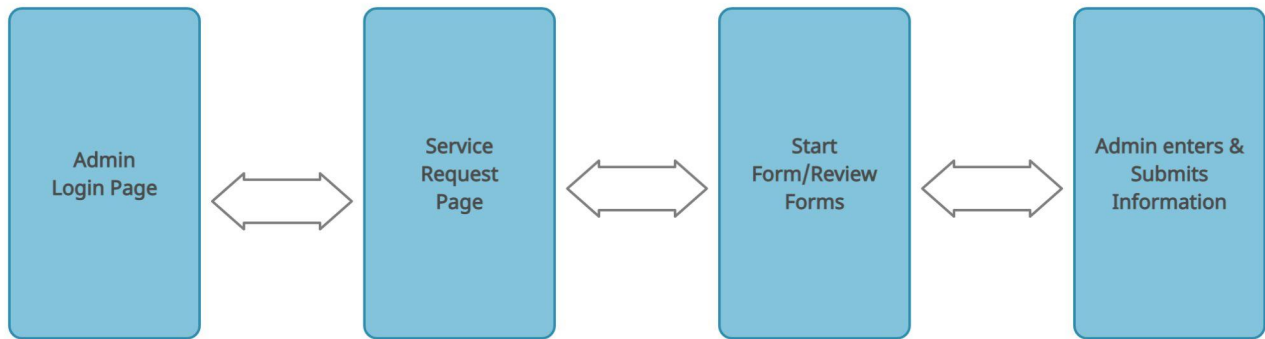 Admin
Login Page
Service
Request
Page
Start
Form/Review
Forms
Admin enters &
Submits
Information